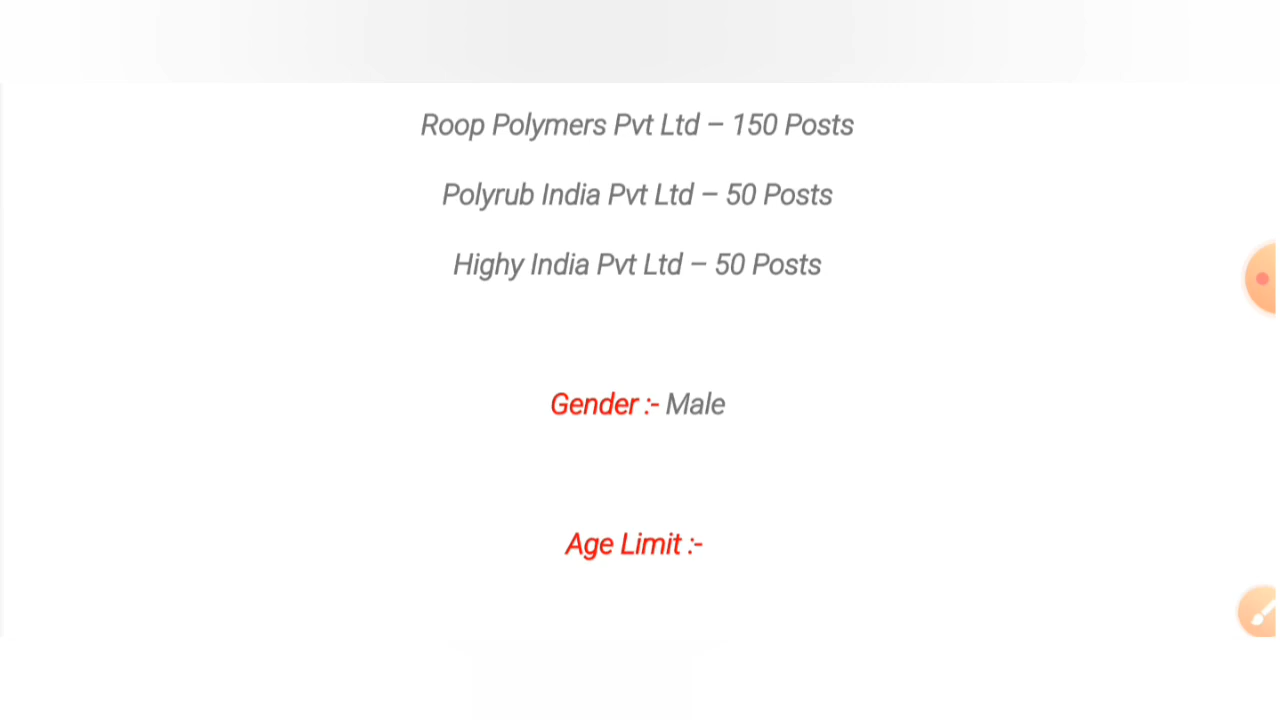 Roop Polymers Pvt Ltd – 150 Posts
Polyrub India Pvt Ltd – 50 Posts
Highy India Pvt Ltd – 50 Posts
Gender :- Male
Age Limit :-